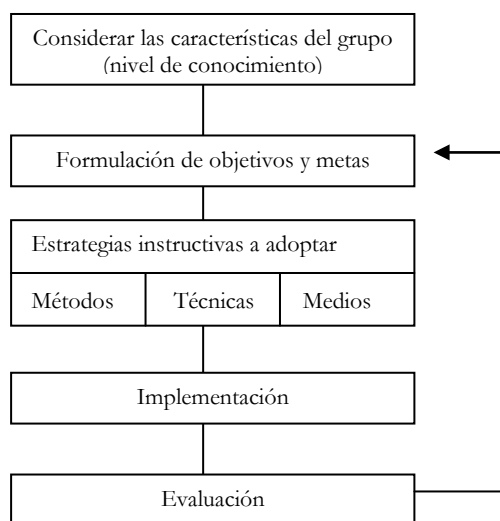 Considerar las características del grupo
(nivel de conocimiento)
Formulación de objetivos y metas
Estrategias instructivas a adoptar
Métodos Técnicas Medios
Implementación
Evaluación